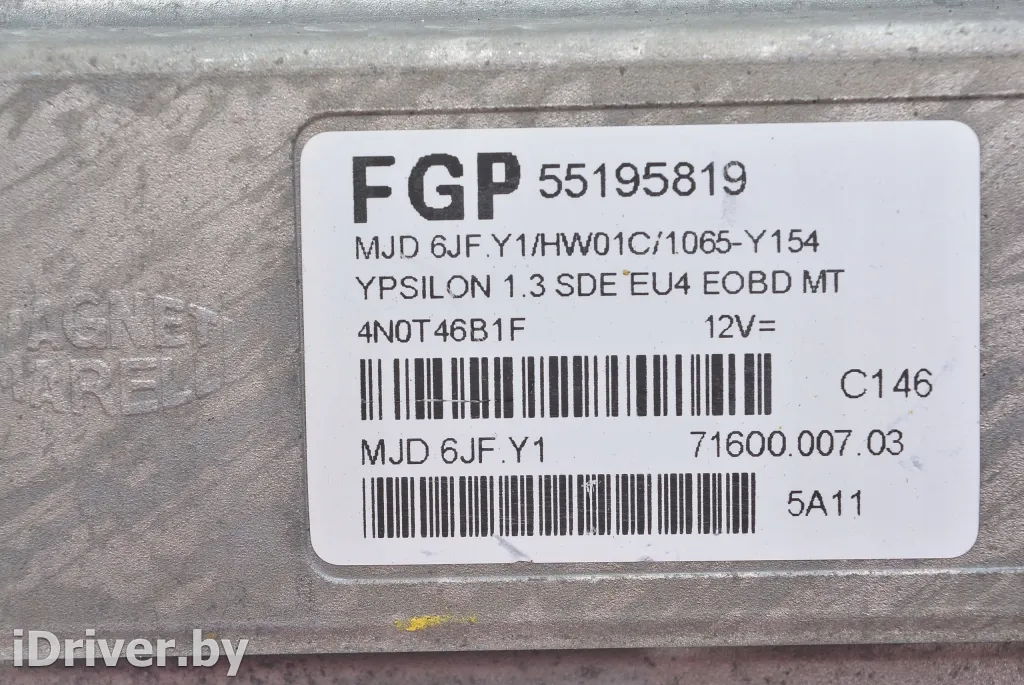 FGP 55195819
MJD 6JF.Y1/HW01C/1065-Y154
YPSILON 1.3 SDE EU4 EOBD MT
4N0T46B1F 12V=
C146
MJD 6JF.Y1 71600.007.03
5A11
iDriver.by